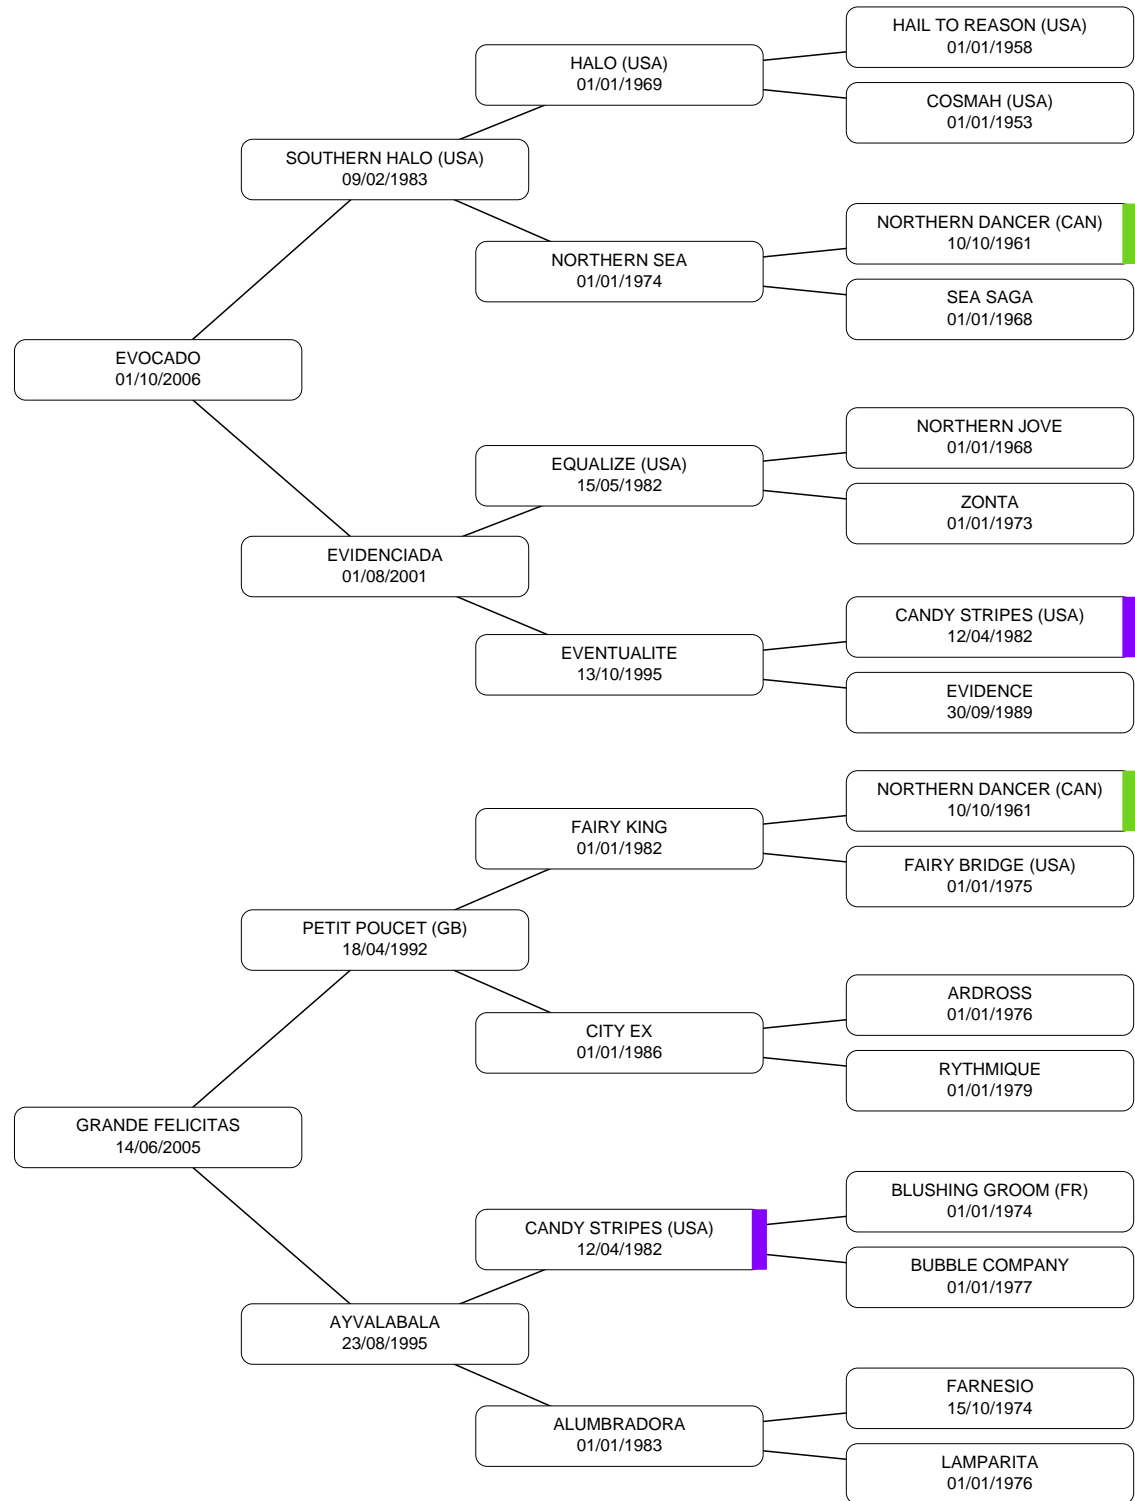 HAIL TO REASON (USA)
01/01/1958
HALO (USA)
01/01/1969
COSMAH (USA)
01/01/1953
SOUTHERN HALO (USA)
09/02/1983
NORTHERN DANCER (CAN)
10/10/1961
NORTHERN SEA
01/01/1974
SEA SAGA
01/01/1968
EVOCADO
01/10/2006
NORTHERN JOVE
01/01/1968
EQUALIZE (USA)
15/05/1982
ZONTA
01/01/1973
EVIDENCIADA
01/08/2001
CANDY STRIPES (USA)
12/04/1982
EVENTUALITE
13/10/1995
EVIDENCE
30/09/1989
NORTHERN DANCER (CAN)
10/10/1961
FAIRY KING
01/01/1982
FAIRY BRIDGE (USA)
01/01/1975
PETIT POUCET (GB)
18/04/1992
ARDROSS
01/01/1976
CITY EX
01/01/1986
RYTHMIQUE
01/01/1979
GRANDE FELICITAS
14/06/2005
BLUSHING GROOM (FR)
01/01/1974
CANDY STRIPES (USA)
12/04/1982
BUBBLE COMPANY
01/01/1977
AYVALABALA
23/08/1995
FARNESIO
15/10/1974
ALUMBRADORA
01/01/1983
LAMPARITA
01/01/1976